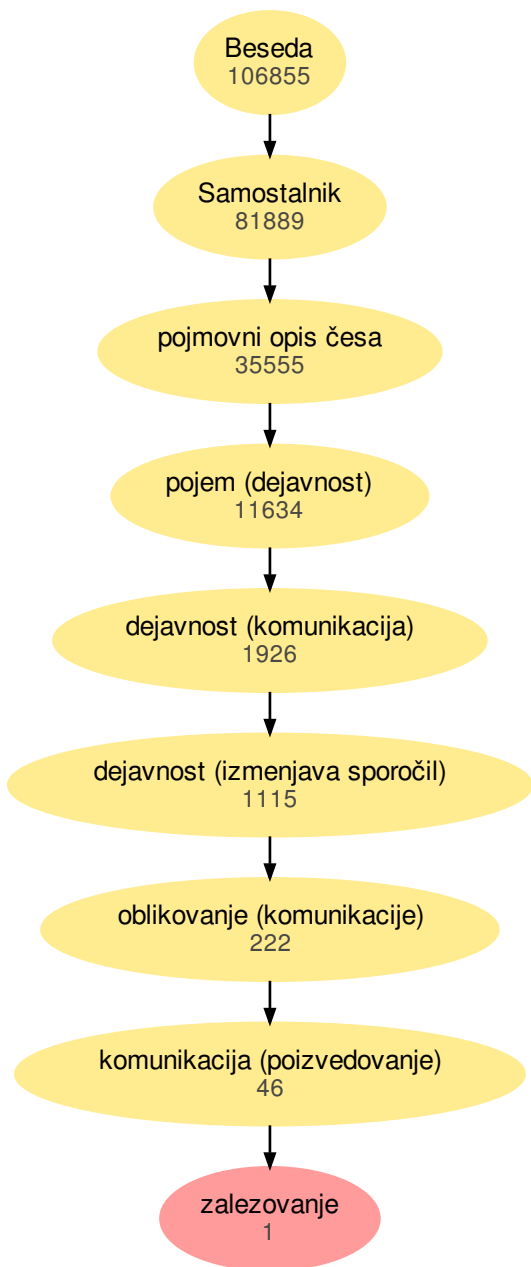 Beseda
106855
Samostalnik
81889
pojmovni opis česa
35555
pojem (dejavnost)
11634
dejavnost (komunikacija)
1926
dejavnost (izmenjava sporočil)
1115
oblikovanje (komunikacije)
222
komunikacija (poizvedovanje)
46
zalezovanje
1